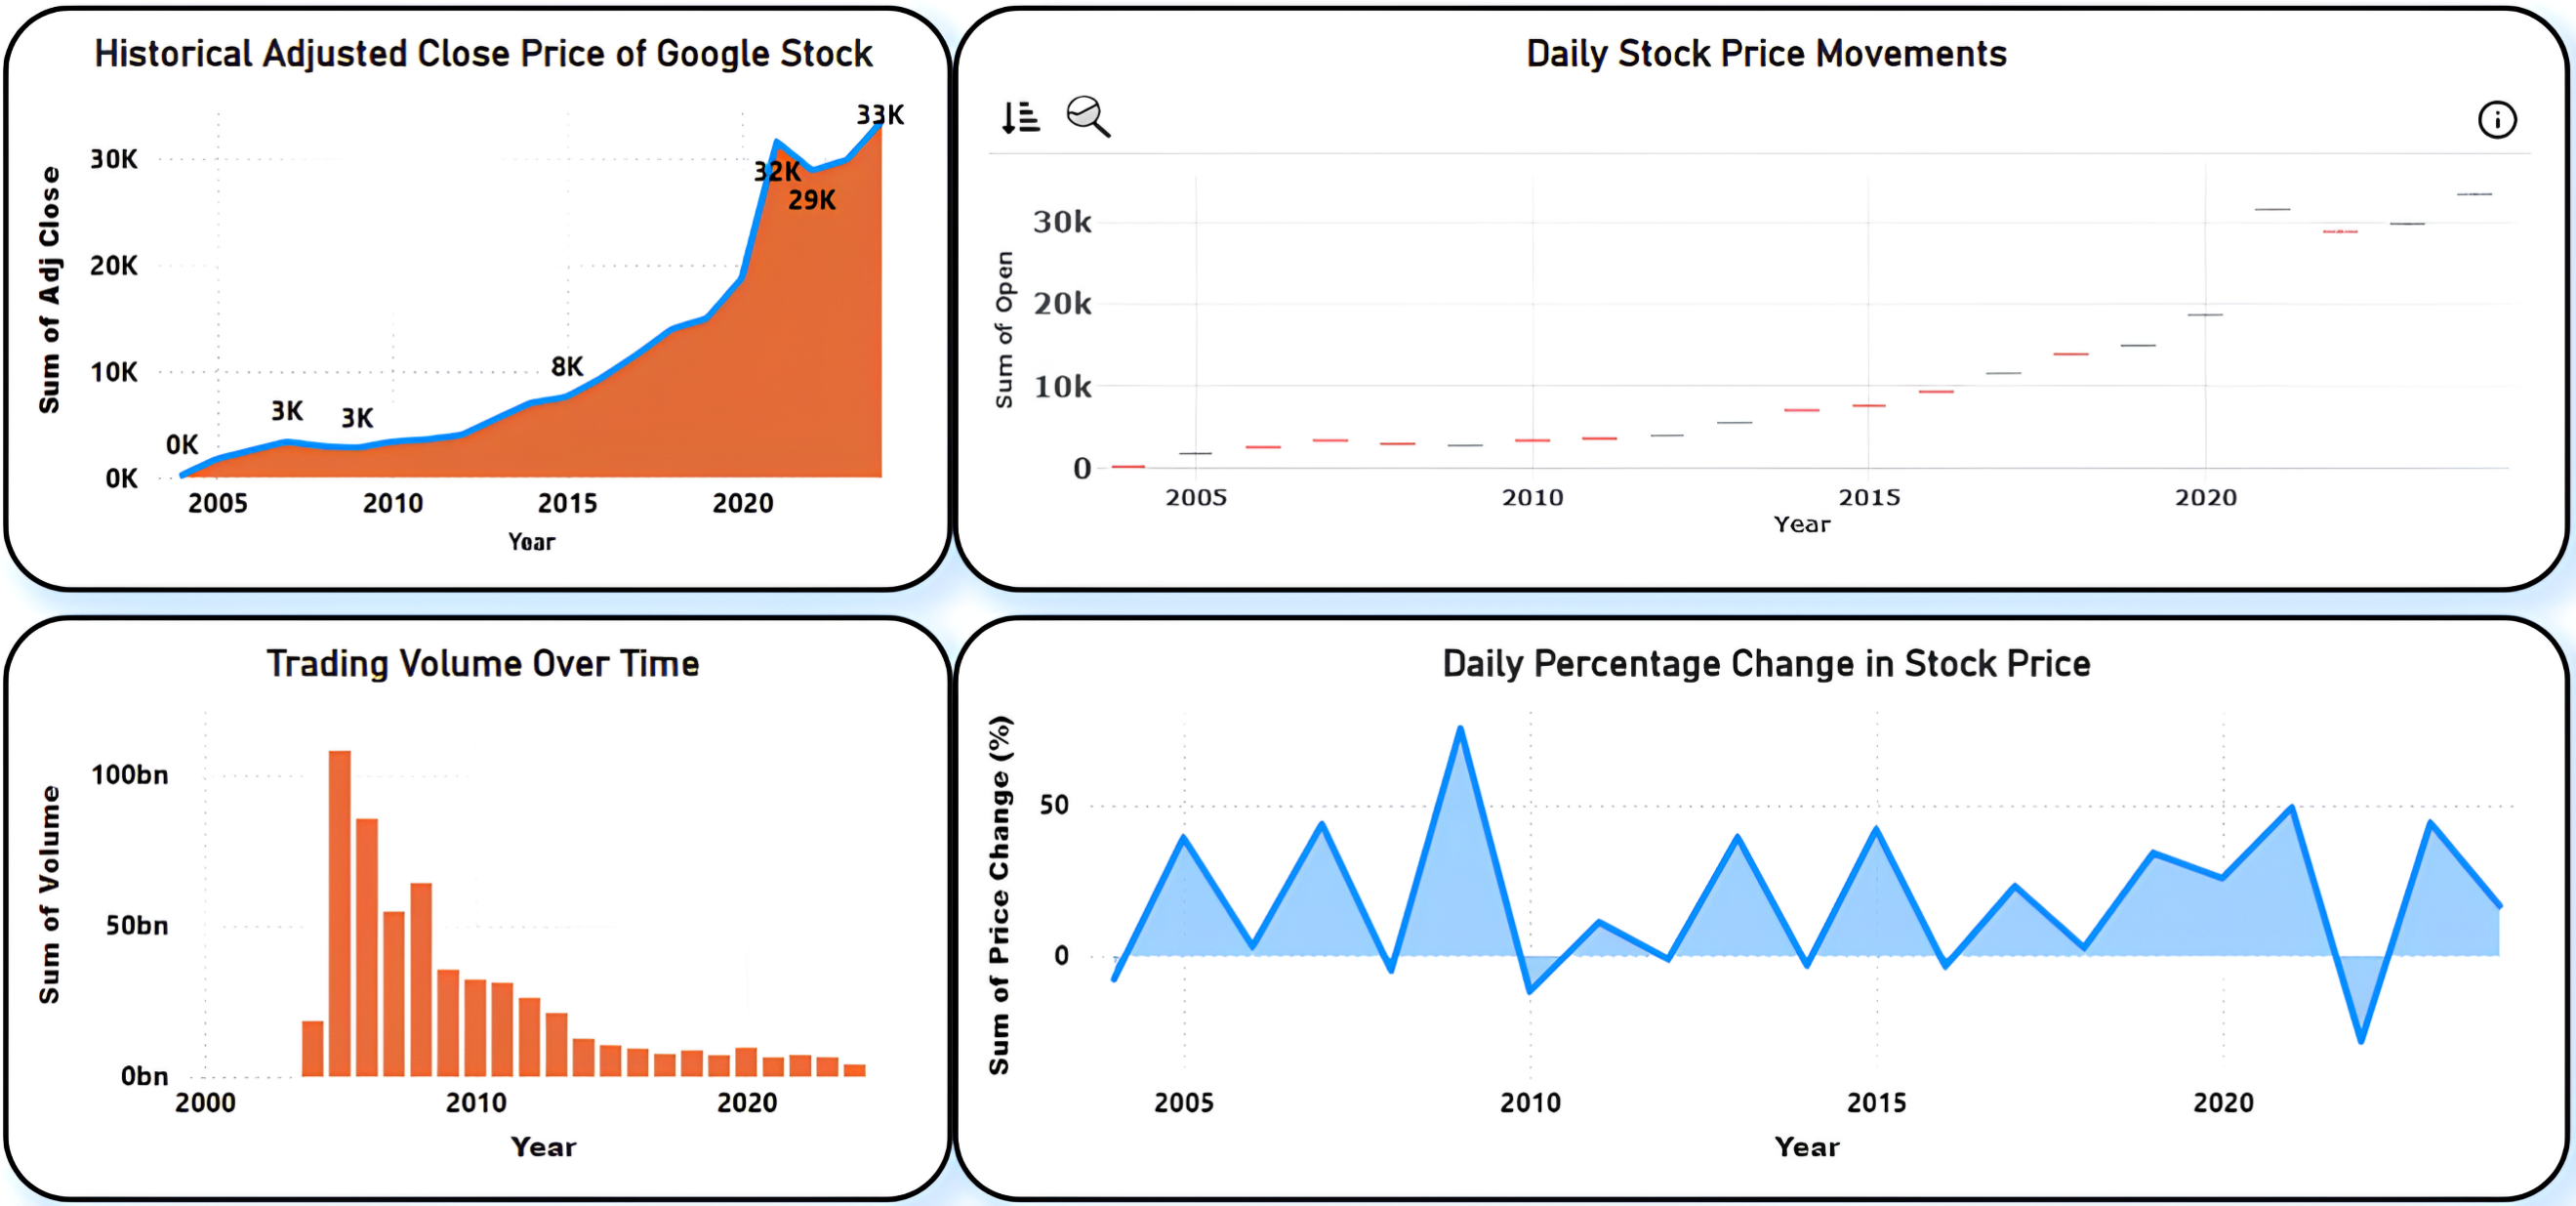 Historical Adjusted Close Price of Google Stock
Sum of Adj Close
30K
20K
10K
0K
0K
3K
3K
8K
32K
29K
33K
2005
2010
2015
2020
Year
Daily Stock Price Movements
Sum of Open
30k
20k
10k
0
2005
2010
2015
2020
Year
Trading Volume Over Time
Sum of Volume
100bn
50bn
0bn
2000
2010
2020
Year
Daily Percentage Change in Stock Price
Sum of Price Change (%)
50
0
2005
2010
2015
2020
Year